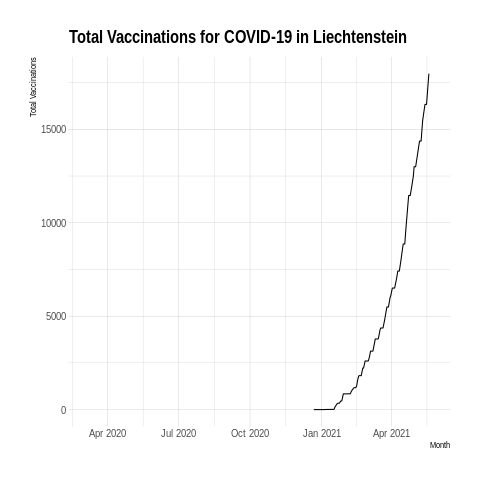 Total Vaccinations for COVID-19 in Liechtenstein
Total Vaccinations
15000
10000
5000
0
Apr 2020
Jul 2020
Oct 2020
Jan 2021
Apr 2021
Month